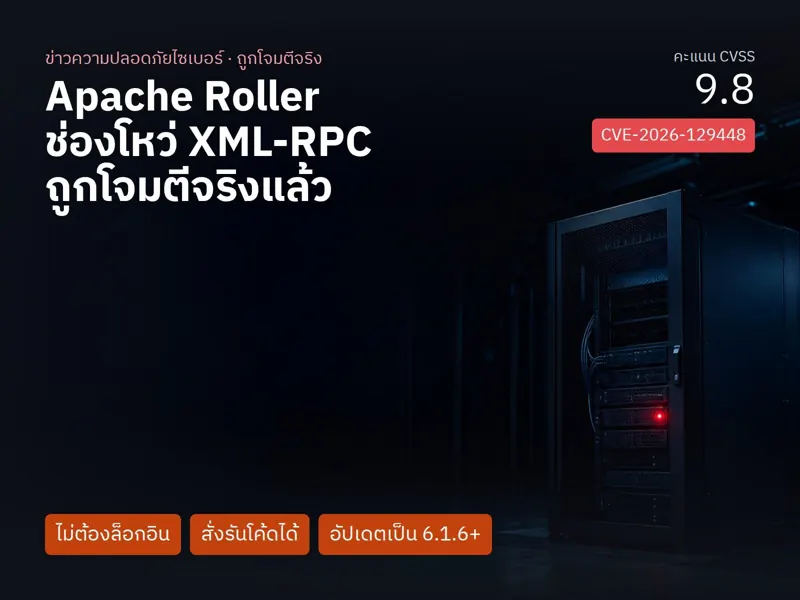 ข่าวความปลอดภัยไซเบอร์ · ถูกโจมตีจริง
Apache Roller
ช่องโหว่ XML-RPC
ถูกโจมตีจริงแล้ว
คะแนน CVSS
9.8
CVE-2026-129448
ไม่ต้องล็อกอิน
สั่งรันโค้ดได้
อัปเดตเป็น 6.1.6+